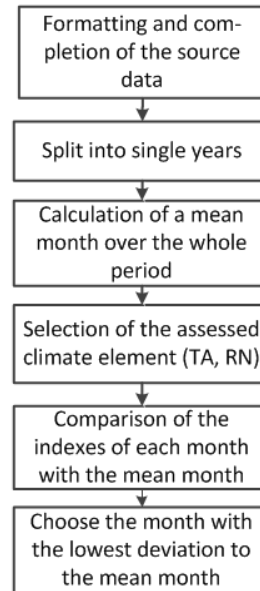 Formatting and com-
pletion of the source
data
Split into single years
Calculation of a mean
month over the whole
period
Selection of the assessed
climate element (TA, RN)
Comparison of the
indexes of each month
with the mean month
Choose the month with
the lowest deviation to
the mean month